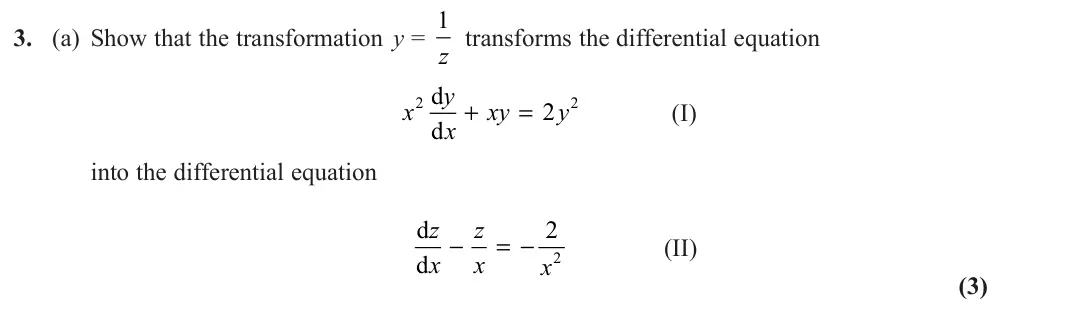 3. (a) Show that the transformation y = 1/z transforms the differential equation
x² dy/dx + xy = 2y² (I)
into the differential equation
dz/dx − z/x = −2/x² (II)
(3)